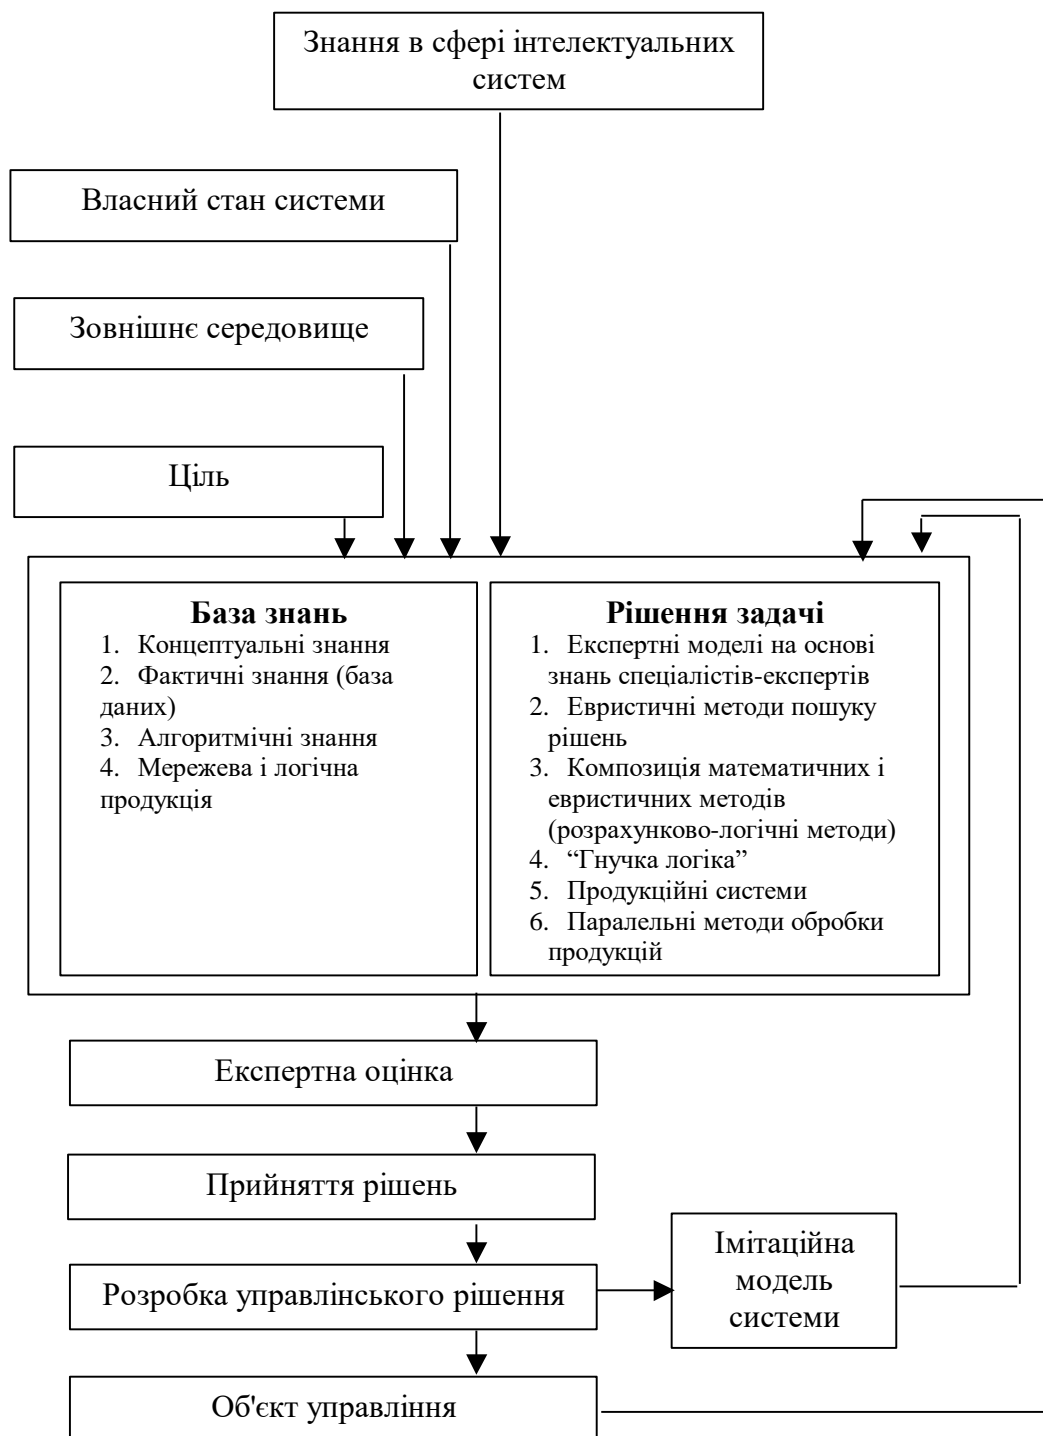 Знання в сфері інтелектуальних
систем
Власний стан системи
Зовнішнє середовище
Ціль
База знань
1. Концептуальні знання
2. Фактичні знання (база
даних)
3. Алгоритмічні знання
4. Мережева і логічна
продукція
Рішення задачі
1. Експертні моделі на основі
знань спеціалістів-експертів
2. Евристичні методи пошуку
рішень
3. Композиція математичних і
евристичних методів
(розрахунково-логічні методи)
4. “Гнучка логіка”
5. Продукційні системи
6. Паралельні методи обробки
продукцій
Експертна оцінка
Прийняття рішень
Розробка управлінського рішення
Імітаційна
модель
системи
Об'єкт управління